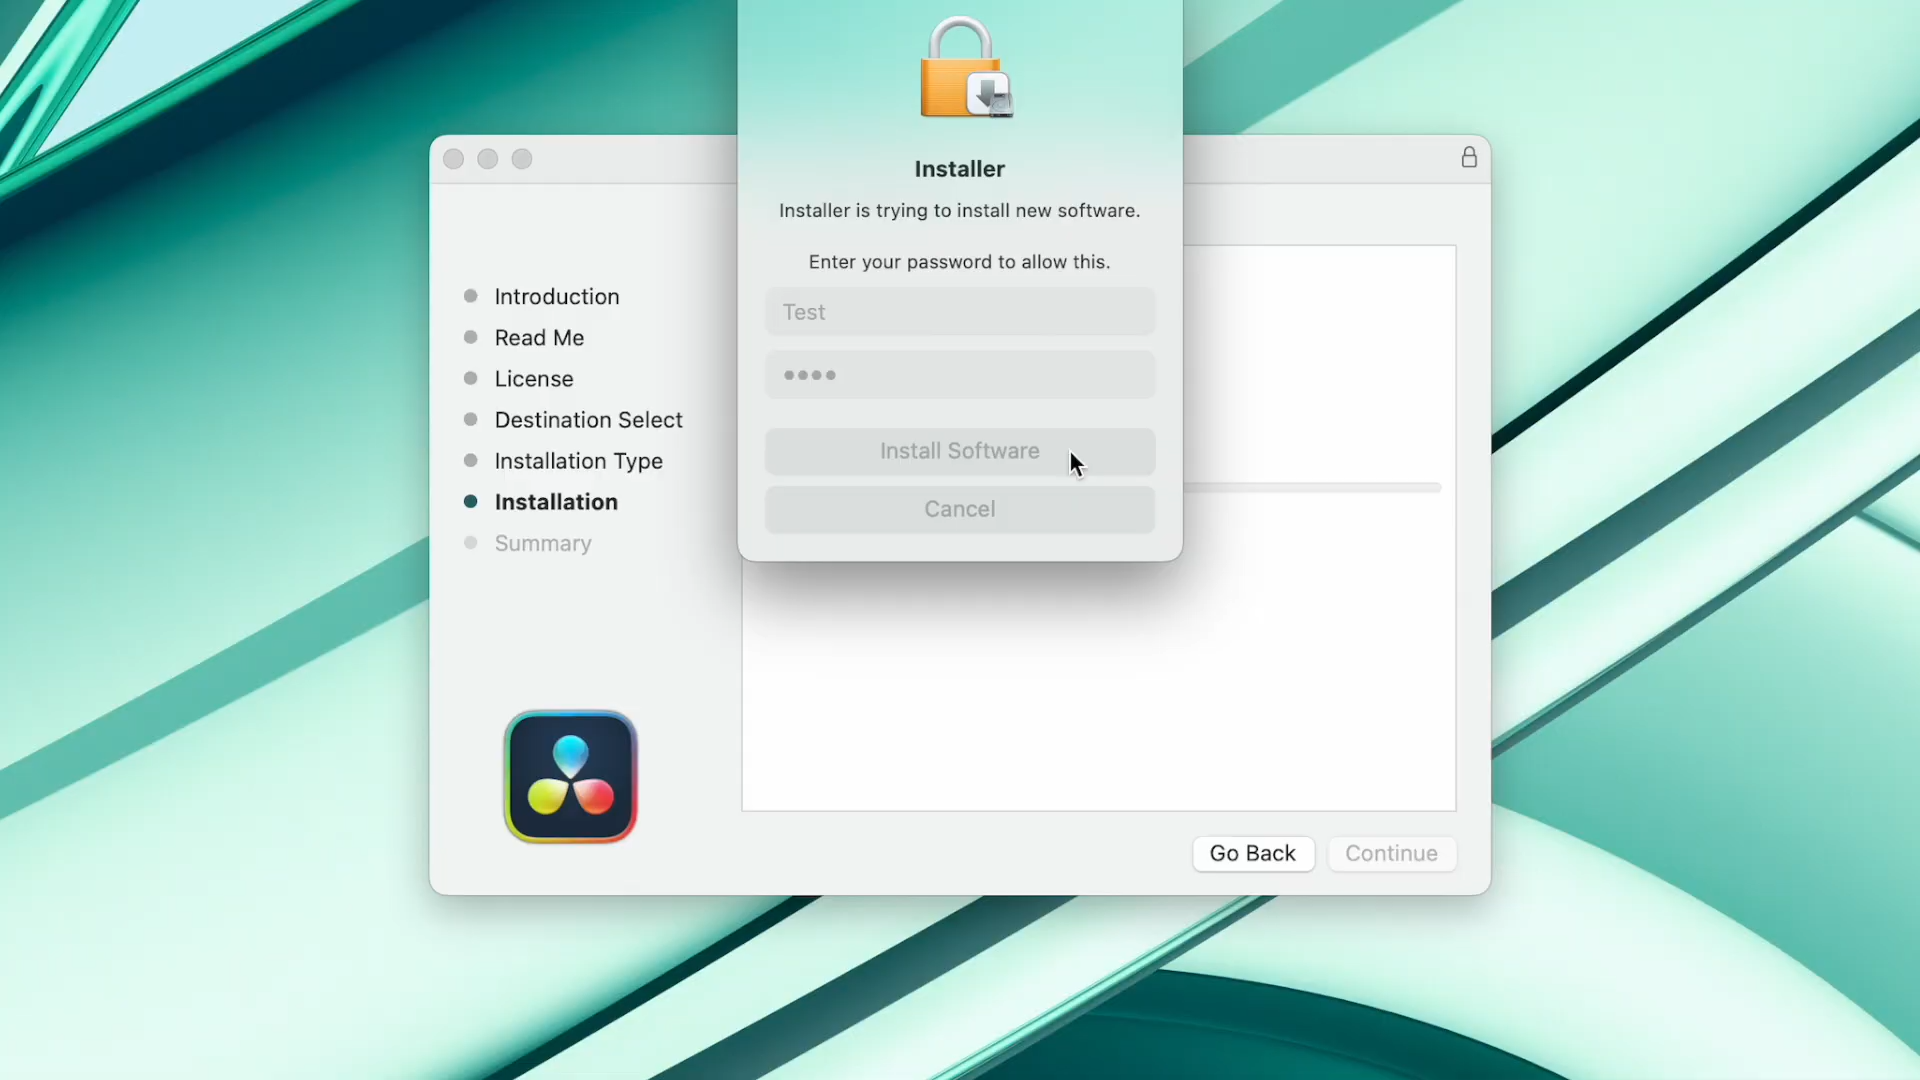 Installer
Installer is trying to install new software.
Enter your password to allow this.
Test
••••
Install Software
Cancel
Introduction
Read Me
License
Destination Select
Installation Type
Installation
Summary
Go Back
Continue